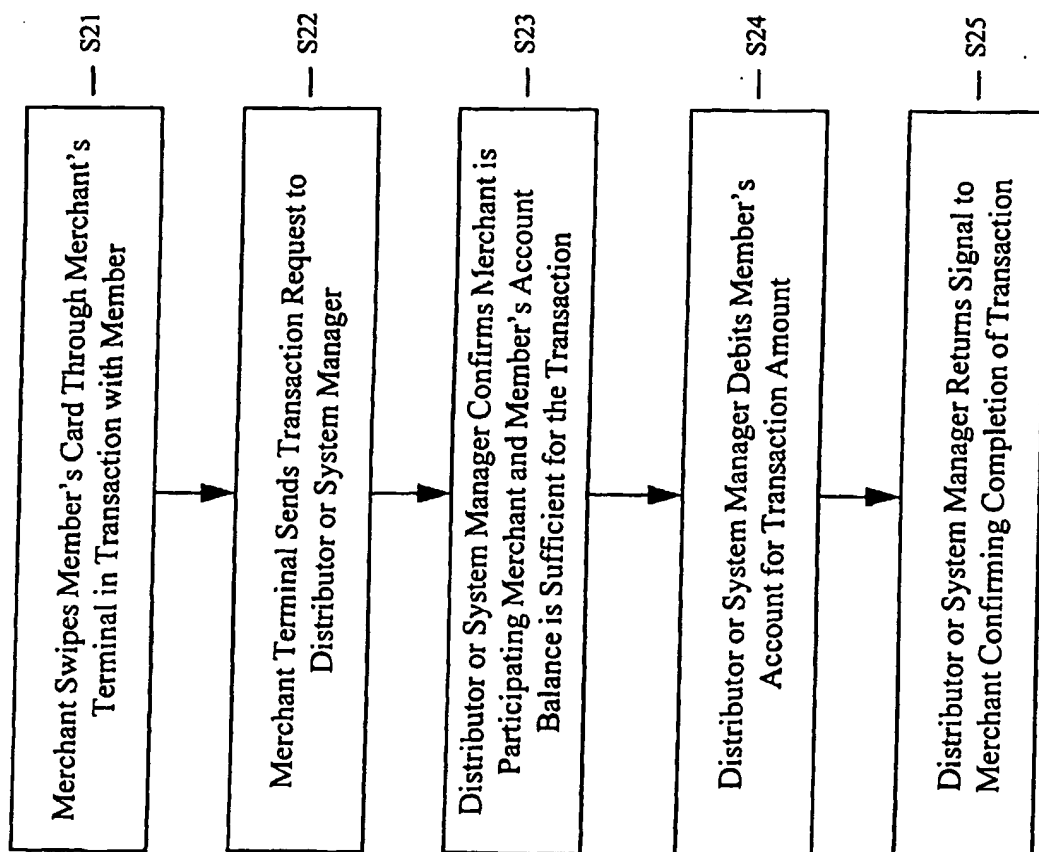 Merchant Swipes Member's Card Through Merchant's
Terminal in Transaction with Member
S21
Merchant Terminal Sends Transaction Request to
Distributor or System Manager
S22
Distributor or System Manager Confirms Merchant is
Participating Merchant and Member's Account
Balance is Sufficient for the Transaction
S23
Distributor or System Manager Debits Member's
Account for Transaction Amount
S24
Distributor or System Manager Returns Signal to
Merchant Confirming Completion of Transaction
S25